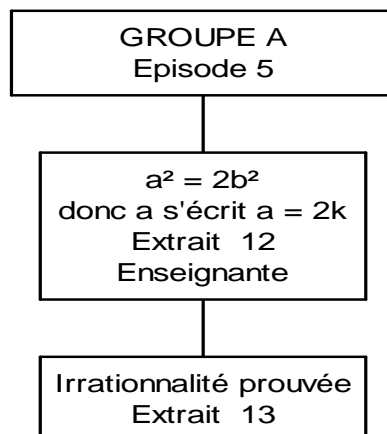 GROUPE A
Episode 5
a² = 2b²
donc a s'écrit a = 2k
Extrait 12
Enseignante
Irrationnalité prouvée
Extrait 13